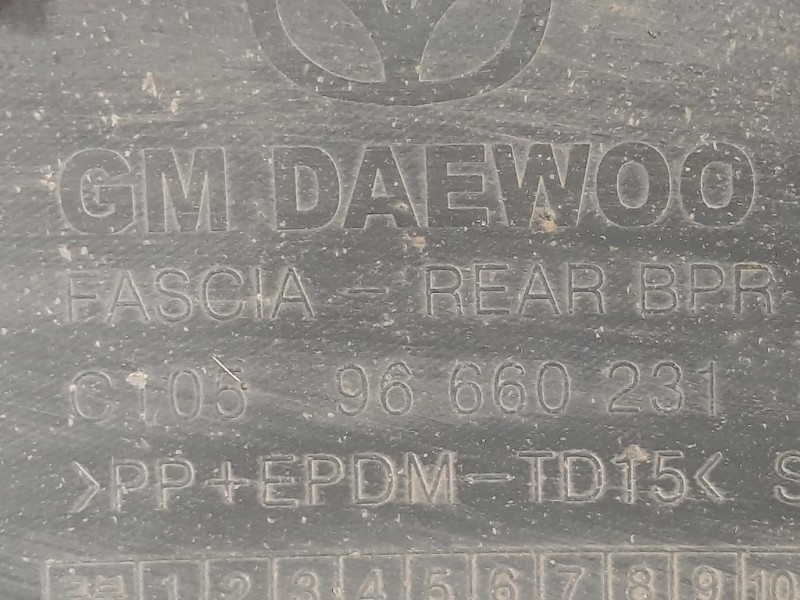 GM DAEWOO
FASCIA - REAR BPR
C105 96 660 231
>PP+EPDM-TD15< S
1 2 3 4 5 6 7 8 9 10